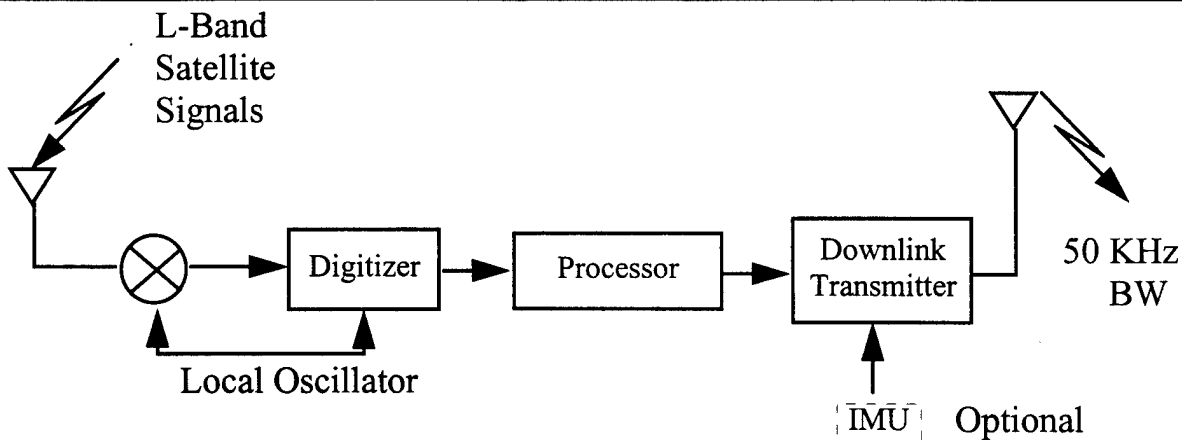 L-Band
Satellite
Signals
Digitizer
Processor
Downlink
Transmitter
50 KHz
BW
Local Oscillator
IMU
Optional